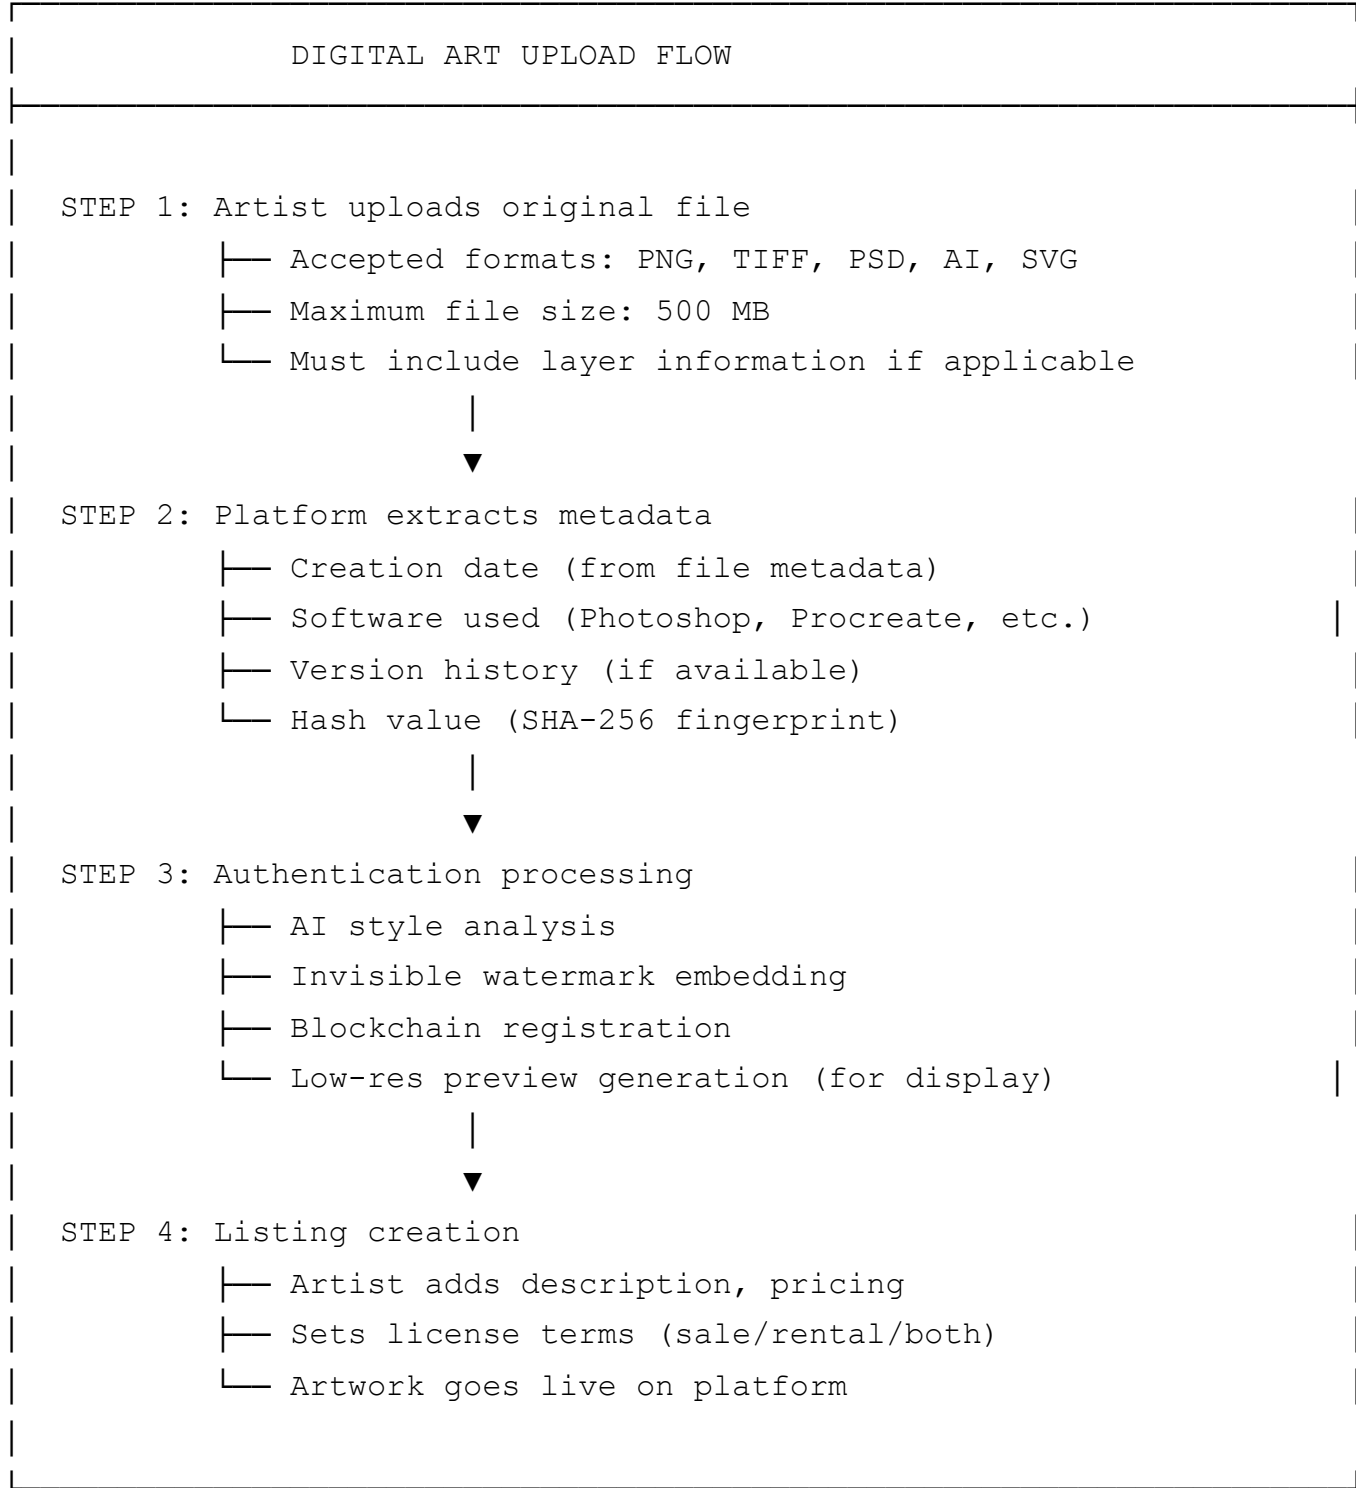 DIGITAL ART UPLOAD FLOW
STEP 1: Artist uploads original file
├── Accepted formats: PNG, TIFF, PSD, AI, SVG
├── Maximum file size: 500 MB
└── Must include layer information if applicable
│
▼
STEP 2: Platform extracts metadata
├── Creation date (from file metadata)
├── Software used (Photoshop, Procreate, etc.)
├── Version history (if available)
└── Hash value (SHA-256 fingerprint)
│
▼
STEP 3: Authentication processing
├── AI style analysis
├── Invisible watermark embedding
├── Blockchain registration
└── Low-res preview generation (for display)
│
▼
STEP 4: Listing creation
├── Artist adds description, pricing
├── Sets license terms (sale/rental/both)
└── Artwork goes live on platform